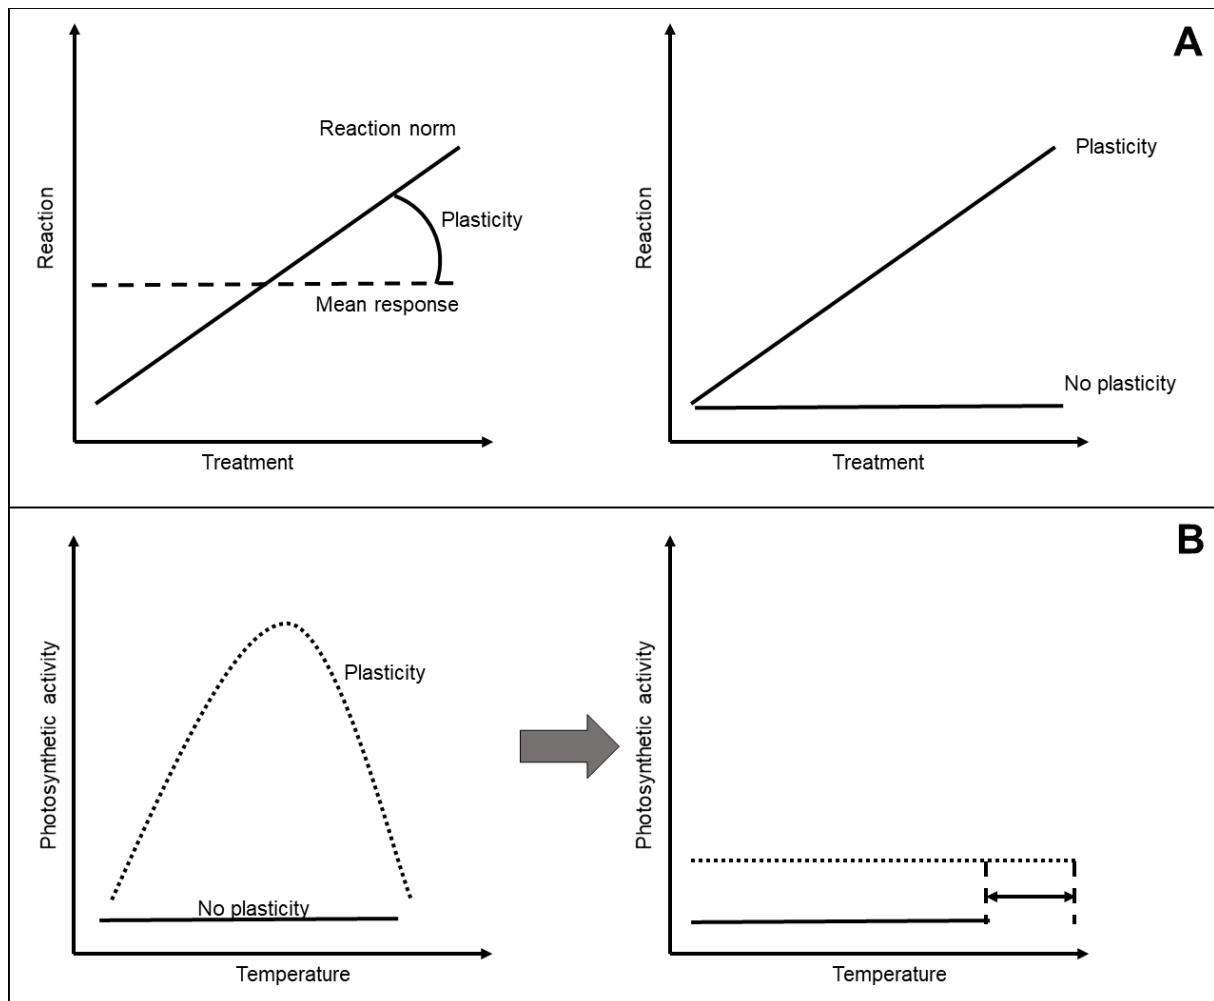 A
Reaction norm
Plasticity
Mean response
Reaction
Treatment
Plasticity
No plasticity
Reaction
Treatment
B
Plasticity
No plasticity
Photosynthetic activity
Temperature
Photosynthetic activity
Temperature